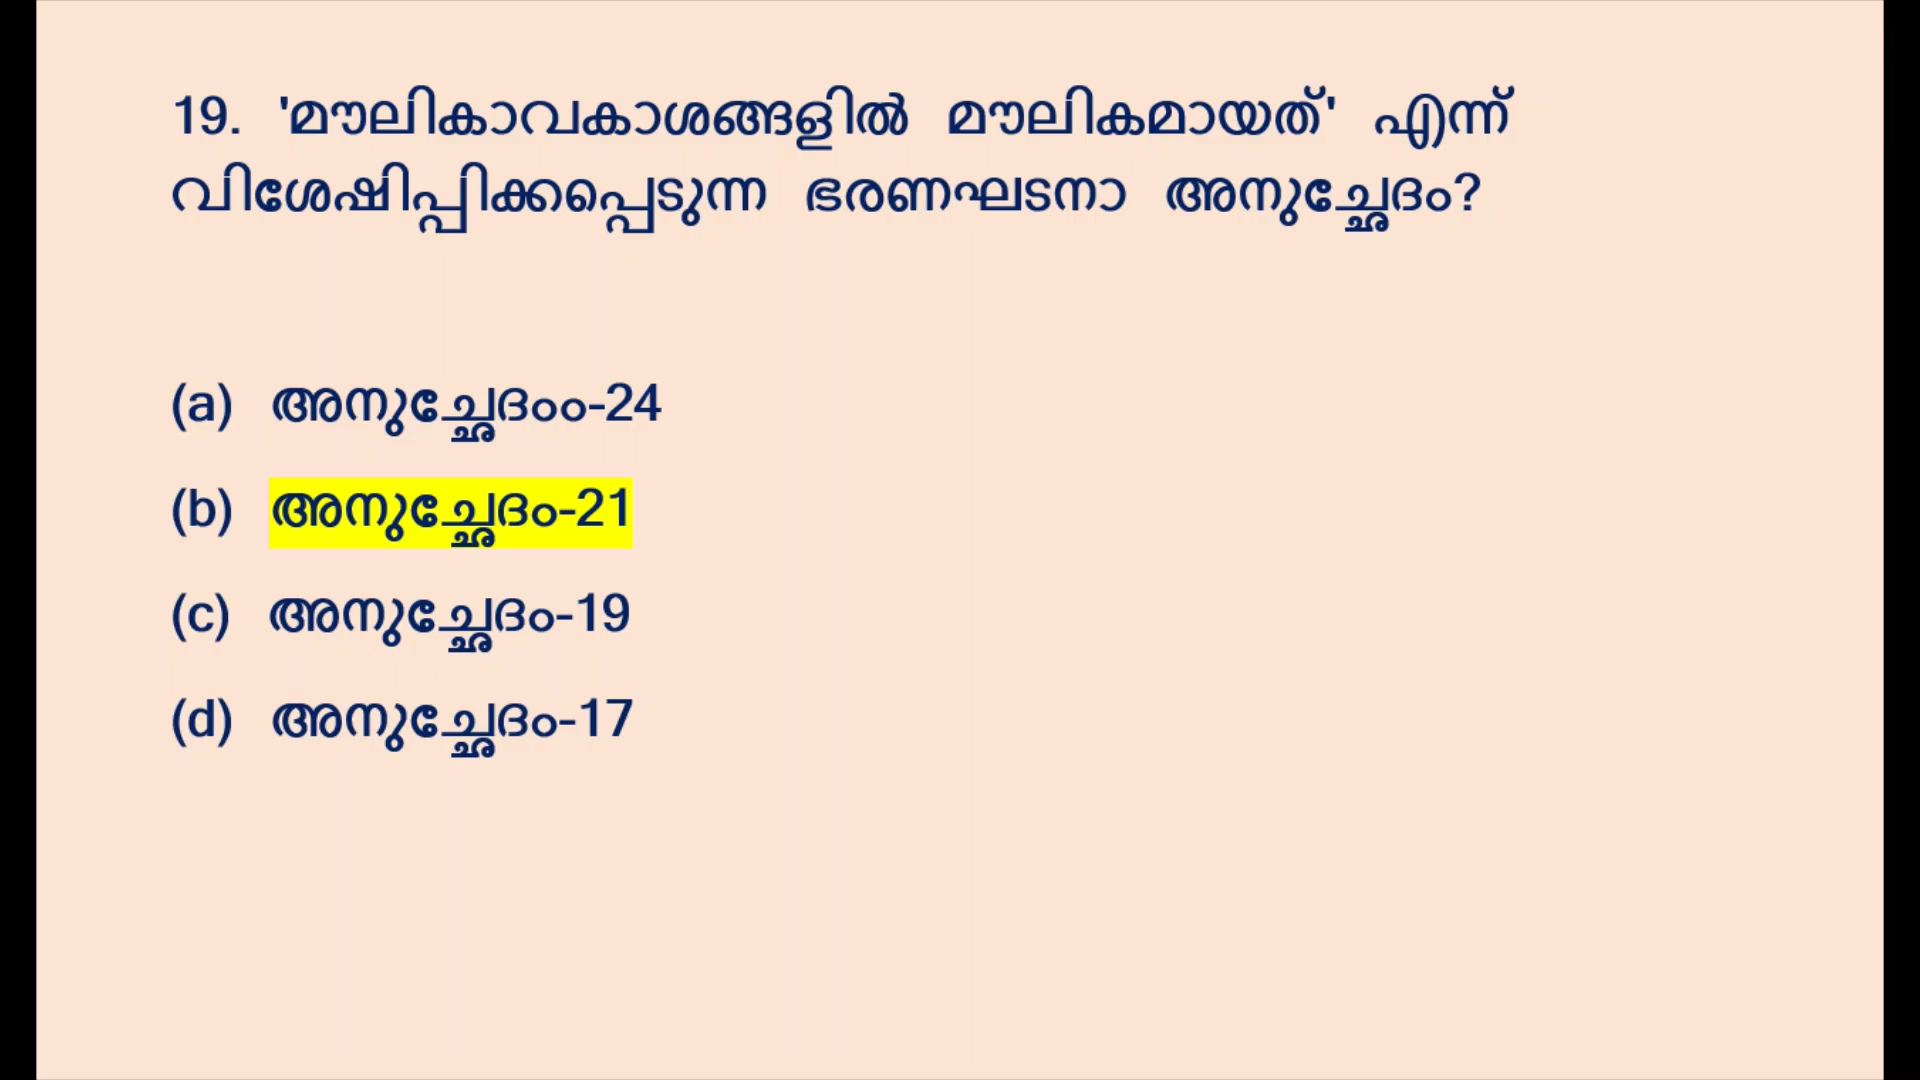 19. 'മൗലികാവകാശങ്ങളിൽ മൗലികമായത്' എന്ന്
വിശേഷിപ്പിക്കപ്പെടുന്ന ഭരണഘടനാ അനുച്ഛേദം?
(a) അനുച്ഛേദംം-24
(b) അനുച്ഛേദം-21
(c) അനുച്ഛേദം-19
(d) അനുച്ഛേദം-17